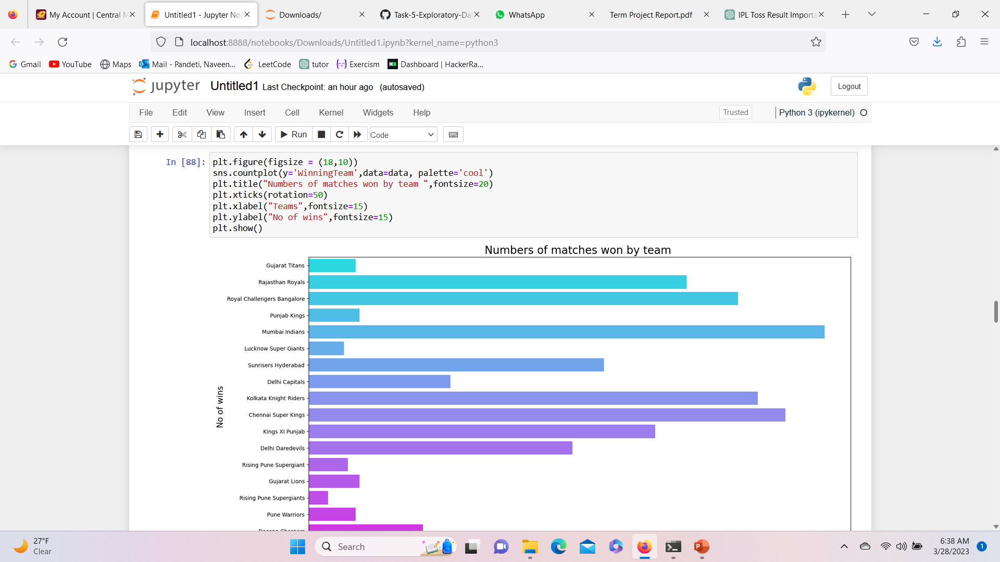 My Account | Central M
Untitled1 - Jupyter Not
Downloads/
Task-5-Exploratory-Da
WhatsApp
Term Project Report.pdf
IPL Toss Result Importa
localhost:8888/notebooks/Downloads/Untitled1.ipynb?kernel_name=python3
Gmail
YouTube
Maps
Mail - Pandeti, Naveen...
LeetCode
tutor
Exercism
Dashboard | HackerRa...
jupyter
Untitled1
Last Checkpoint: an hour ago (autosaved)
Logout
File
Edit
View
Insert
Cell
Kernel
Widgets
Help
Trusted
Python 3 (ipykernel)
Run
Code
In [88]:
plt.figure(figsize = (18,10))
sns.countplot(y='WinningTeam',data=data, palette='cool')
plt.title("Numbers of matches won by team ",fontsize=20)
plt.xticks(rotation=50)
plt.xlabel("Teams",fontsize=15)
plt.ylabel("No of wins",fontsize=15)
plt.show()
Numbers of matches won by team
No of wins
Gujarat Titans
Rajasthan Royals
Royal Challengers Bangalore
Punjab Kings
Mumbai Indians
Lucknow Super Giants
Sunrisers Hyderabad
Delhi Capitals
Kolkata Knight Riders
Chennai Super Kings
Kings XI Punjab
Delhi Daredevils
Rising Pune Supergiant
Gujarat Lions
Rising Pune Supergiants
Pune Warriors
27°F
Clear
Search
6:38 AM
3/28/2023
1